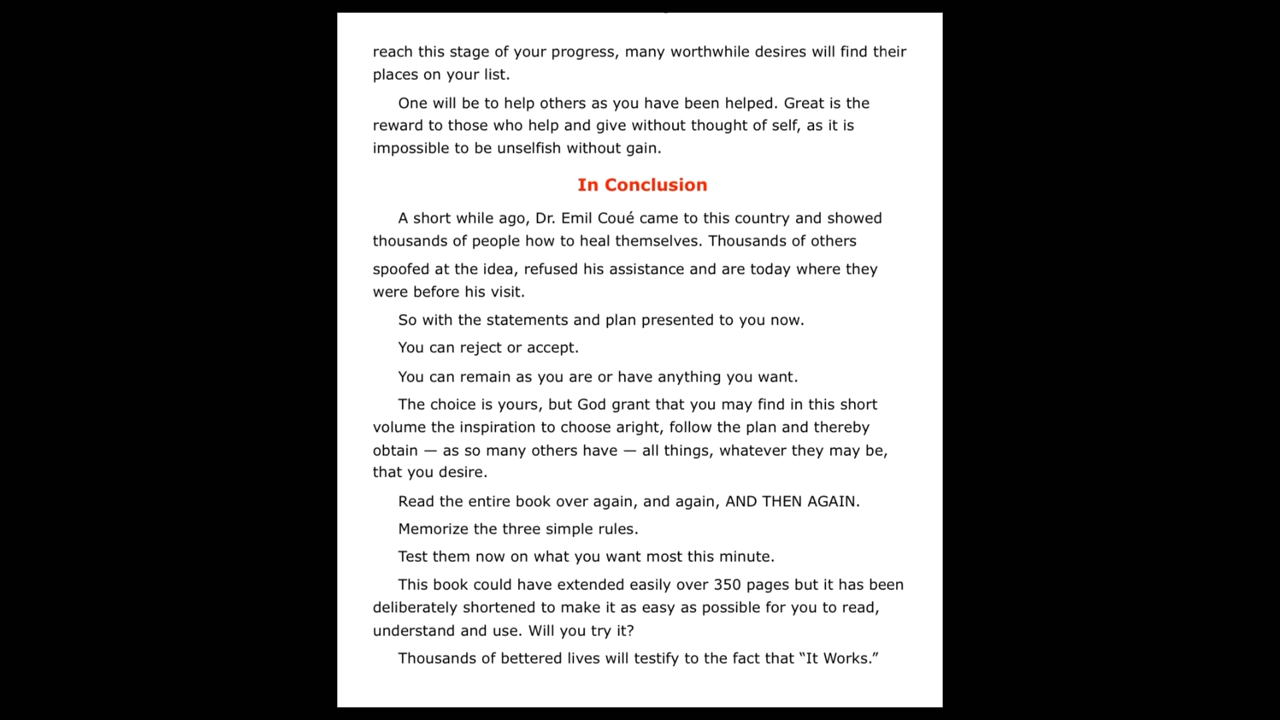 reach this stage of your progress, many worthwhile desires will find their
places on your list.
One will be to help others as you have been helped. Great is the
reward to those who help and give without thought of self, as it is
impossible to be unselfish without gain.
In Conclusion
A short while ago, Dr. Emil Coué came to this country and showed
thousands of people how to heal themselves. Thousands of others
spoofed at the idea, refused his assistance and are today where they
were before his visit.
So with the statements and plan presented to you now.
You can reject or accept.
You can remain as you are or have anything you want.
The choice is yours, but God grant that you may find in this short
volume the inspiration to choose aright, follow the plan and thereby
obtain — as so many others have — all things, whatever they may be,
that you desire.
Read the entire book over again, and again, AND THEN AGAIN.
Memorize the three simple rules.
Test them now on what you want most this minute.
This book could have extended easily over 350 pages but it has been
deliberately shortened to make it as easy as possible for you to read,
understand and use. Will you try it?
Thousands of bettered lives will testify to the fact that “It Works.”